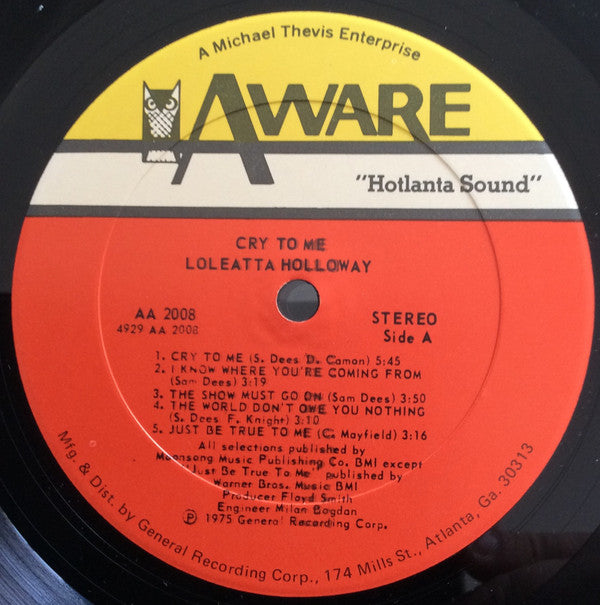 A Michael Thevis Enterprise
AWARE
"Hotlanta Sound"
CRY TO ME
LOLEATTA HOLLOWAY
AA 2008
4929 AA 2008
STEREO
Side A
1. CRY TO ME (S. Dees D. Camon) 5:45
2. I KNOW WHERE YOU'RE COMING FROM
(Sam Dees) 3:19
3. THE SHOW MUST GO ON (Sam Dees) 3:50
4. THE WORLD DON'T OWE YOU NOTHING
(S. Dees F. Knight) 3:10
5. JUST BE TRUE TO ME (C. Mayfield) 3:16
All selections published by
Moonsong Music Publishing Co. BMI except
"Just Be True To Me" published by
Warner Bros. Music BMI
Producer Floyd Smith
Engineer Milan Bogdan
℗ 1975 General Recording Corp.
Mfg. & Dist. by General Recording Corp., 174 Mills St., Atlanta, Ga. 30313